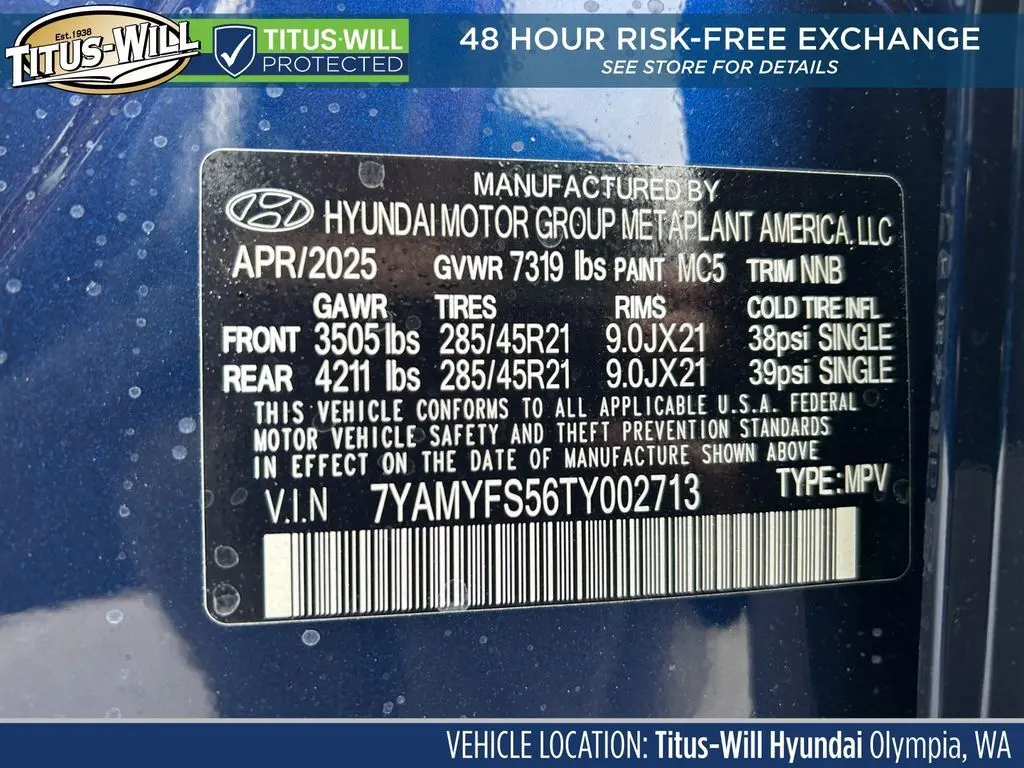 Est.1938
TITUS-WILL
TITUS-WILL
PROTECTED
48 HOUR RISK-FREE EXCHANGE
SEE STORE FOR DETAILS
MANUFACTURED BY
HYUNDAI MOTOR GROUP METAPLANT AMERICA, LLC
APR/2025 GVWR 7319 lbs PAINT MC5 TRIM NNB
GAWR TIRES RIMS COLD TIRE INFL
FRONT 3505 lbs 285/45R21 9.0JX21 38psi SINGLE
REAR 4211 lbs 285/45R21 9.0JX21 39psi SINGLE
THIS VEHICLE CONFORMS TO ALL APPLICABLE U.S.A. FEDERAL
MOTOR VEHICLE SAFETY AND THEFT PREVENTION STANDARDS
IN EFFECT ON THE DATE OF MANUFACTURE SHOWN ABOVE
V.I.N 7YAMYFS56TY002713 TYPE: MPV
VEHICLE LOCATION: Titus-Will Hyundai Olympia, WA